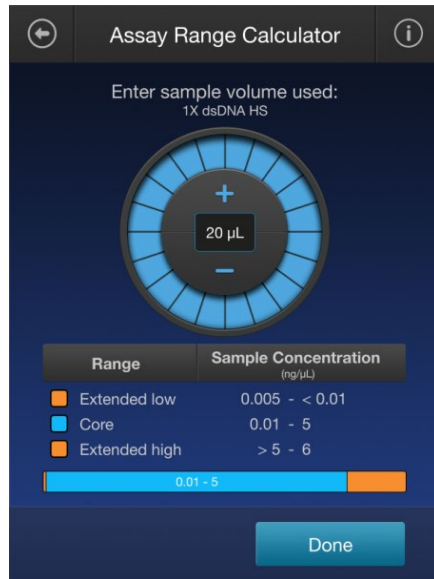 Assay Range Calculator
i
Enter sample volume used:
1X dsDNA HS
+
20 µL
−
Range Sample Concentration
(ng/µL)
Extended low 0.005 - < 0.01
Core 0.01 - 5
Extended high > 5 - 6
0.01 - 5
Done